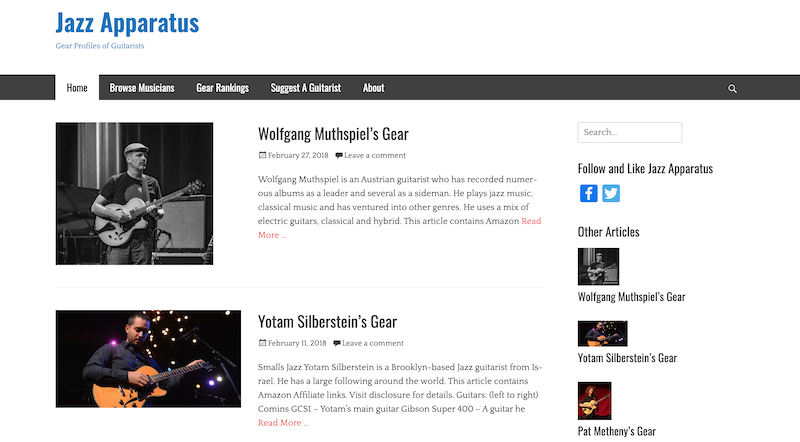 Jazz Apparatus
Gear Profiles of Guitarists
Home Browse Musicians Gear Rankings Suggest A Guitarist About
Wolfgang Muthspiel's Gear
February 27, 2018 Leave a comment
Wolfgang Muthspiel is an Austrian guitarist who has recorded numer-
ous albums as a leader and several as a sideman. He plays jazz music,
classical music and has ventured into other genres. He uses a mix of
electric guitars, classical and hybrid. This article contains Amazon Read
More ...
Yotam Silberstein's Gear
February 11, 2018 Leave a comment
Smalls Jazz Yotam Silberstein is a Brooklyn-based Jazz guitarist from Is-
rael. He has a large following around the world. This article contains
Amazon Affiliate links. Visit disclosure for details. Guitars: (left to right)
Comins GCSI – Yotam's main guitar Gibson Super 400 – A guitar he
Read More ...
Search...
Follow and Like Jazz Apparatus
Other Articles
Wolfgang Muthspiel's Gear
Yotam Silberstein's Gear
Pat Metheny's Gear